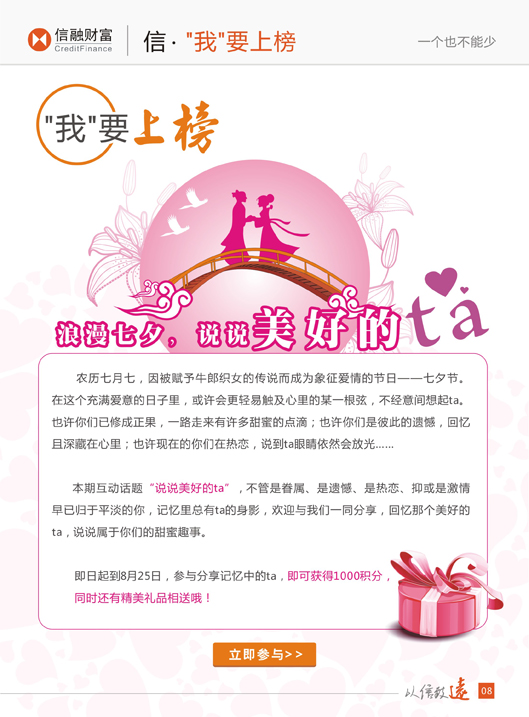 信融财富
CreditFinance
信·"我"要上榜
一个也不能少
"我"要上榜
浪漫七夕，说说美好的ta
农历七月七，因被赋予牛郎织女的传说而成为象征爱情的节日——七夕节。
在这个充满爱意的日子里，或许会更轻易触及心里的某一根弦，不经意间想起ta。
也许你们已修成正果，一路走来有许多甜蜜的点滴；也许你们是彼此的遗憾，回忆
且深藏在心里；也许现在的你们在热恋，说到ta眼睛依然会放光......
本期互动话题“说说美好的ta”，不管是眷属、是遗憾、是热恋、抑或是激情
早已归于平淡的你，记忆里总有ta的身影，欢迎与我们一同分享，回忆那个美好的
ta，说说属于你们的甜蜜趣事。
即日起到8月25日，参与分享记忆中的ta，即可获得1000积分，
同时还有精美礼品相送哦！
立即参与>>
以信致远
08